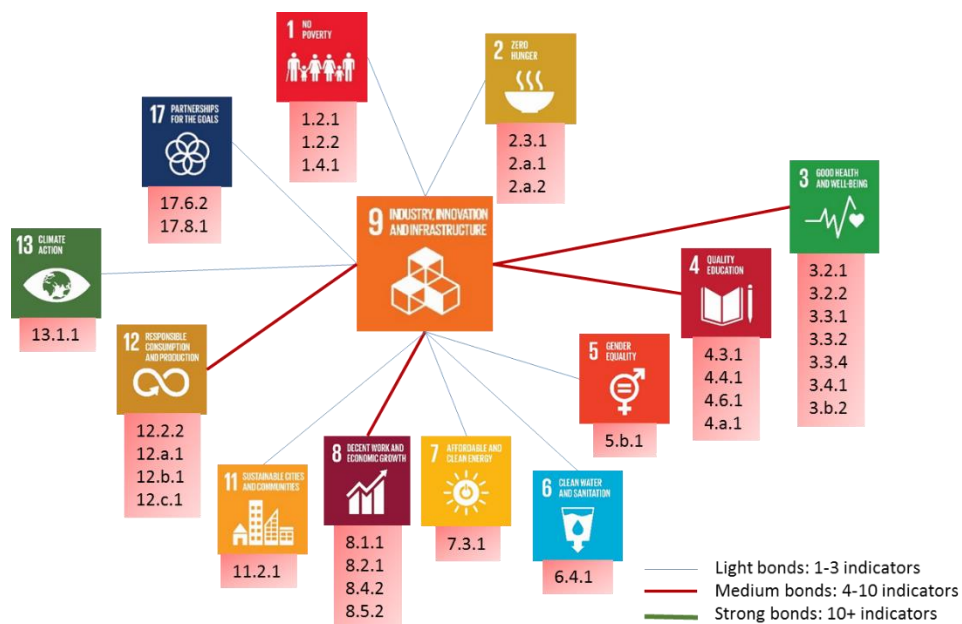 1 NO
POVERTY
1.2.1
1.2.2
1.4.1
2 ZERO
HUNGER
2.3.1
2.a.1
2.a.2
17 PARTNERSHIPS
FOR THE GOALS
17.6.2
17.8.1
3 GOOD HEALTH
AND WELL-BEING
3.2.1
3.2.2
3.3.1
3.3.2
3.3.4
3.4.1
3.b.2
9 INDUSTRY, INNOVATION
AND INFRASTRUCTURE
13 CLIMATE
ACTION
13.1.1
4 QUALITY
EDUCATION
4.3.1
4.4.1
4.6.1
4.a.1
12 RESPONSIBLE
CONSUMPTION
AND PRODUCTION
12.2.2
12.a.1
12.b.1
12.c.1
5 GENDER
EQUALITY
5.b.1
11 SUSTAINABLE CITIES
AND COMMUNITIES
11.2.1
8 DECENT WORK AND
ECONOMIC GROWTH
8.1.1
8.2.1
8.4.2
8.5.2
7 AFFORDABLE AND
CLEAN ENERGY
7.3.1
6 CLEAN WATER
AND SANITATION
6.4.1
Light bonds: 1-3 indicators
Medium bonds: 4-10 indicators
Strong bonds: 10+ indicators